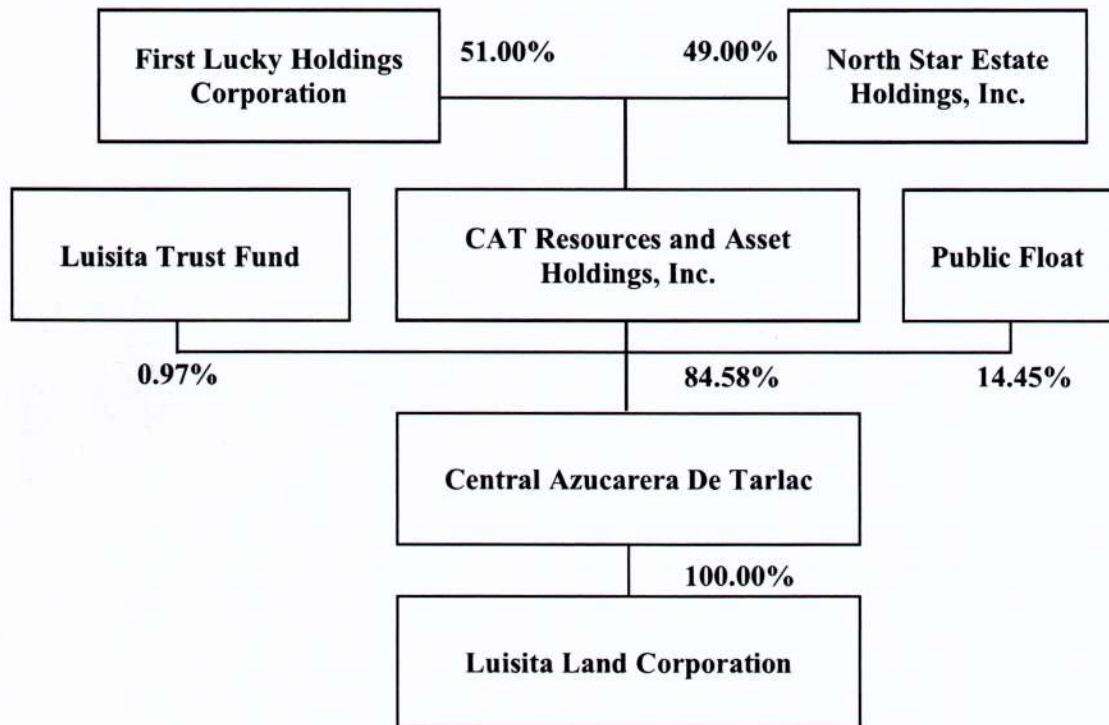 First Lucky Holdings
Corporation
51.00%
49.00%
North Star Estate
Holdings, Inc.
Luisita Trust Fund
CAT Resources and Asset
Holdings, Inc.
Public Float
0.97%
84.58%
14.45%
Central Azucarera De Tarlac
100.00%
Luisita Land Corporation